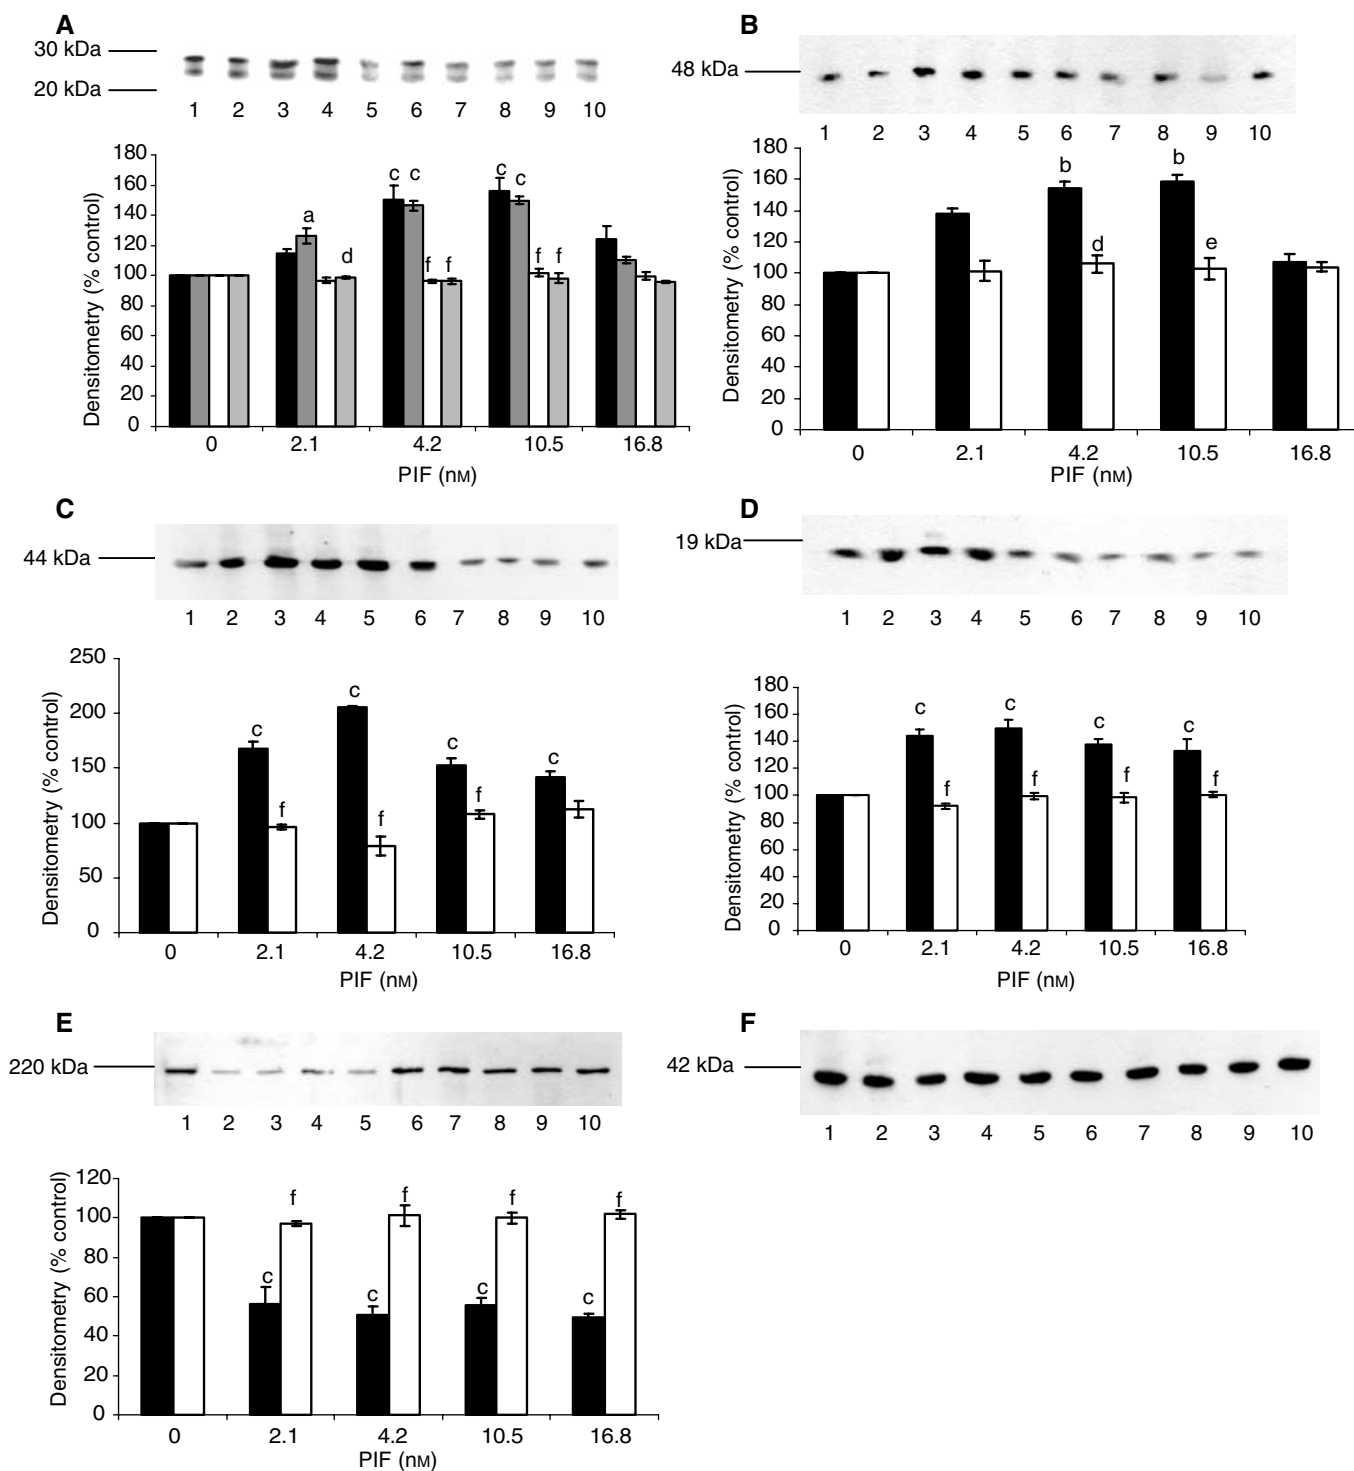 A
30 kDa
20 kDa
1 2 3 4 5 6 7 8 9 10
Densitometry (% control)
180
160
140
120
100
80
60
40
20
0
a
d
c c
f f
c c
f f
0 2.1 4.2 10.5 16.8
PIF (nM)
B
48 kDa
1 2 3 4 5 6 7 8 9 10
Densitometry (% control)
180
160
140
120
100
80
60
40
20
0
b
d
b
e
0 2.1 4.2 10.5 16.8
PIF (nM)
C
44 kDa
1 2 3 4 5 6 7 8 9 10
Densitometry (% control)
250
200
150
100
50
0
c
f
c
f
c
f
c
0 2.1 4.2 10.5 16.8
PIF (nM)
D
19 kDa
1 2 3 4 5 6 7 8 9 10
Densitometry (% control)
180
160
140
120
100
80
60
40
20
0
c
f
c
f
c
f
c
f
0 2.1 4.2 10.5 16.8
PIF (nM)
E
220 kDa
1 2 3 4 5 6 7 8 9 10
Densitometry (% control)
120
100
80
60
40
20
0
c
f
c
f
c
f
c
f
0 2.1 4.2 10.5 16.8
PIF (nM)
F
42 kDa
1 2 3 4 5 6 7 8 9 10